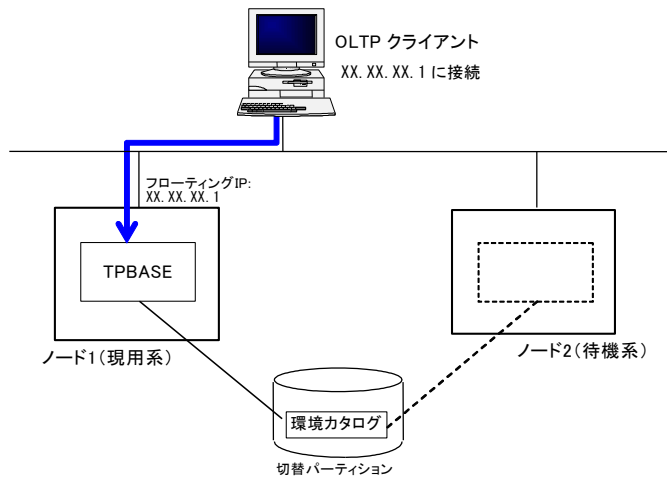 OLTP クライアント
XX.XX.XX.1 に接続
フローティングIP:
XX.XX.XX.1
TPBASE
ノード1(現用系)
ノード2(待機系)
環境カタログ
切替パーティション